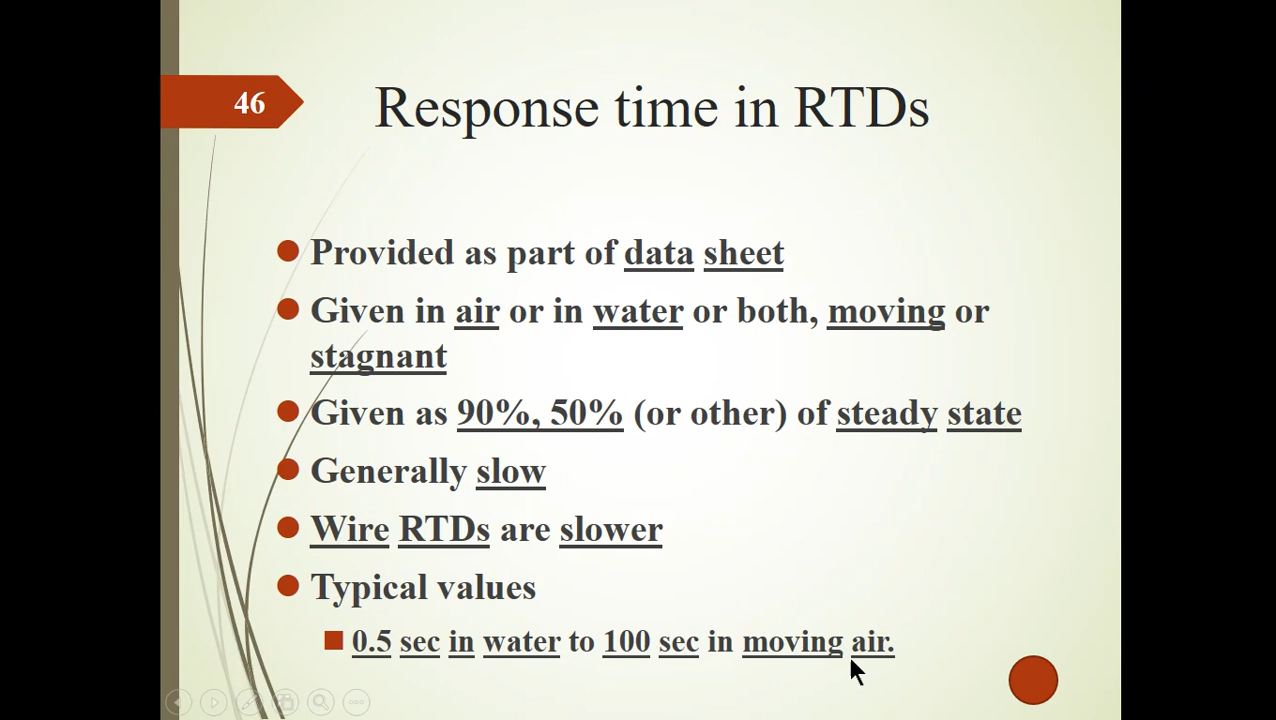 46
Response time in RTDs
Provided as part of data sheet
Given in air or in water or both, moving or
stagnant
Given as 90%, 50% (or other) of steady state
Generally slow
Wire RTDs are slower
Typical values
0.5 sec in water to 100 sec in moving air.